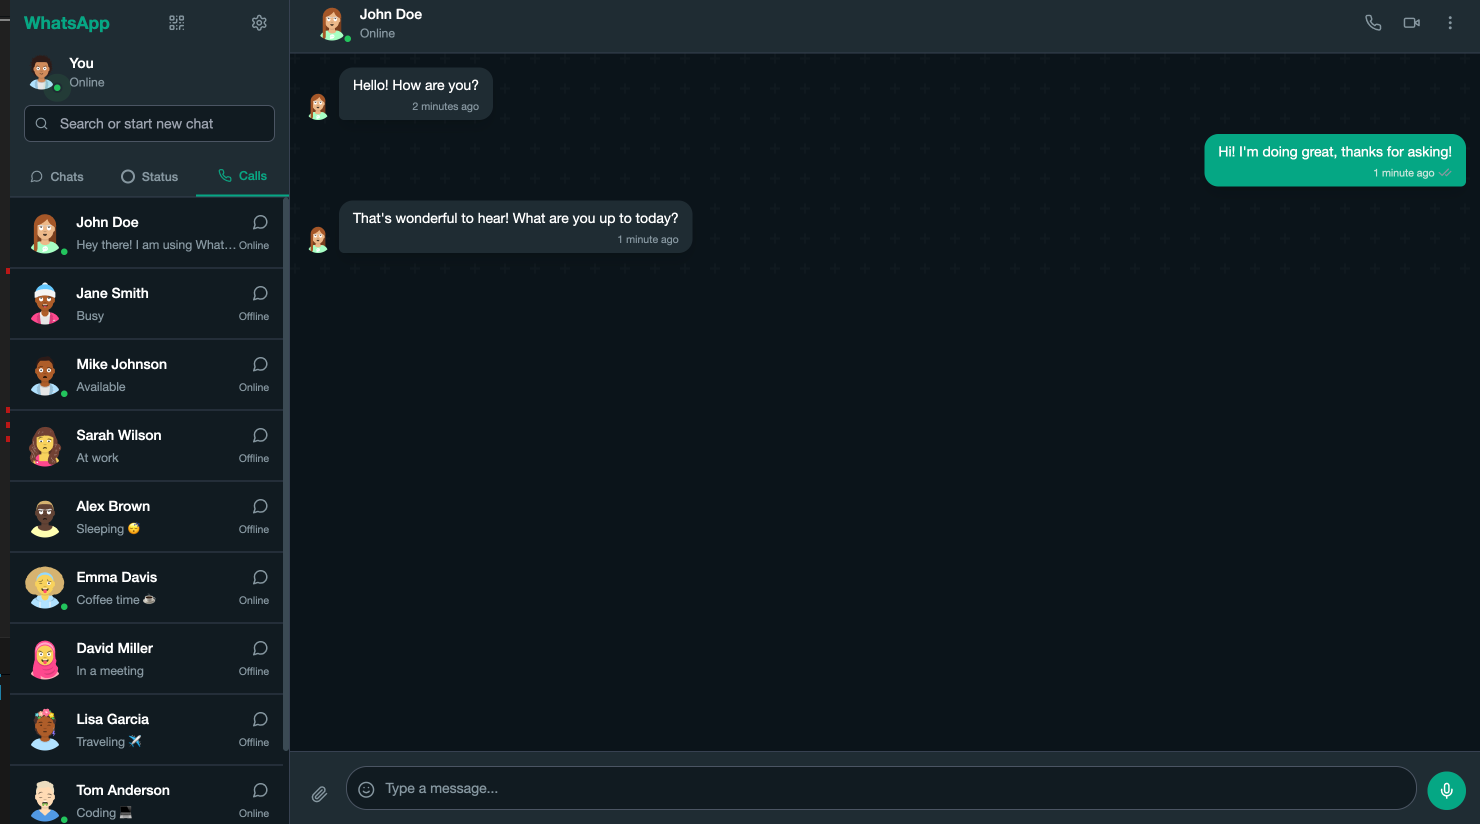 WhatsApp
You
Online
Search or start new chat
Chats
Status
Calls
John Doe
Hey there! I am using What... Online
Jane Smith
Busy Offline
Mike Johnson
Available Online
Sarah Wilson
At work Offline
Alex Brown
Sleeping 😴 Offline
Emma Davis
Coffee time ☕ Online
David Miller
In a meeting Offline
Lisa Garcia
Traveling ✈️ Offline
Tom Anderson
Coding 💻 Online
John Doe
Online
Hello! How are you?
2 minutes ago
Hi! I'm doing great, thanks for asking!
1 minute ago
That's wonderful to hear! What are you up to today?
1 minute ago
Type a message...